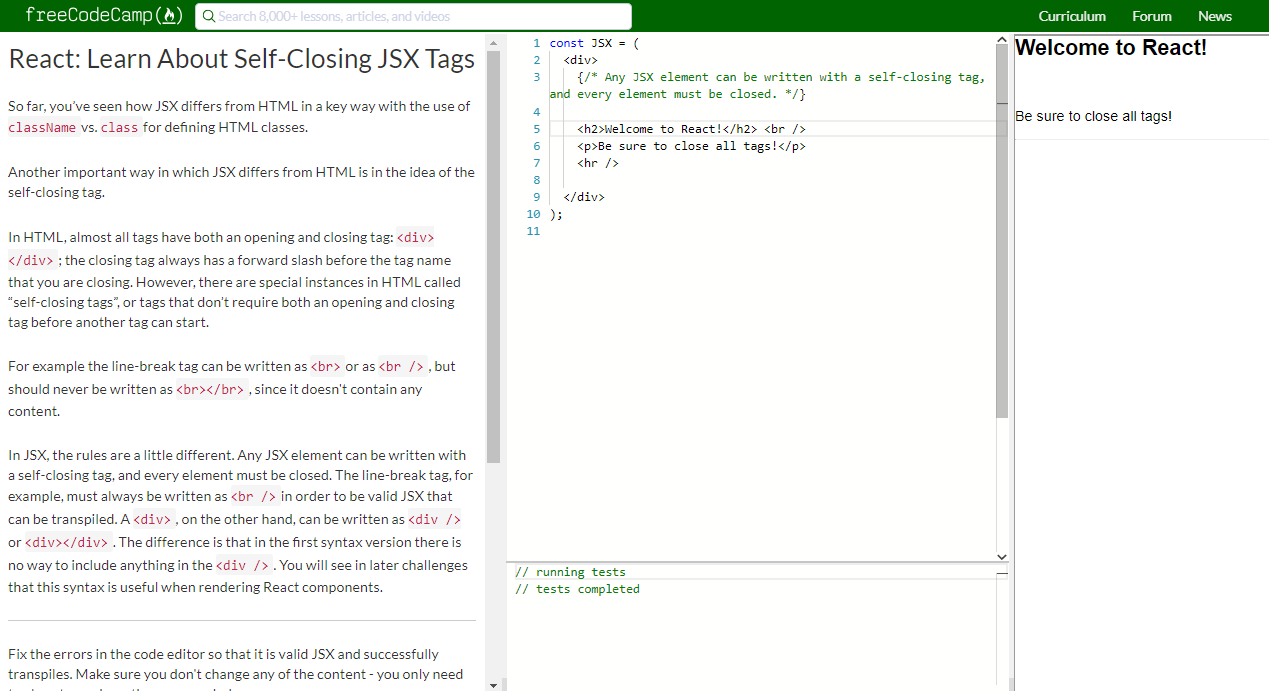 freeCodeCamp
Search 8,000+ lessons, articles, and videos
Curriculum Forum News
React: Learn About Self-Closing JSX Tags
So far, you’ve seen how JSX differs from HTML in a key way with the use of
className vs. class for defining HTML classes.
Another important way in which JSX differs from HTML is in the idea of the
self-closing tag.
In HTML, almost all tags have both an opening and closing tag: <div>
</div> ; the closing tag always has a forward slash before the tag name
that you are closing. However, there are special instances in HTML called
“self-closing tags”, or tags that don’t require both an opening and closing
tag before another tag can start.
For example the line-break tag can be written as <br> or as <br /> , but
should never be written as <br></br> , since it doesn't contain any
content.
In JSX, the rules are a little different. Any JSX element can be written with
a self-closing tag, and every element must be closed. The line-break tag, for
example, must always be written as <br /> in order to be valid JSX that
can be transpiled. A <div> , on the other hand, can be written as <div />
or <div></div> . The difference is that in the first syntax version there is
no way to include anything in the <div /> . You will see in later challenges
that this syntax is useful when rendering React components.
Fix the errors in the code editor so that it is valid JSX and successfully
transpiles. Make sure you don't change any of the content - you only need
1 const JSX = (
2 <div>
3 {/* Any JSX element can be written with a self-closing tag,
and every element must be closed. */}
4
5 <h2>Welcome to React!</h2> <br />
6 <p>Be sure to close all tags!</p>
7 <hr />
8
9 </div>
10 );
11
// running tests
// tests completed
Welcome to React!
Be sure to close all tags!